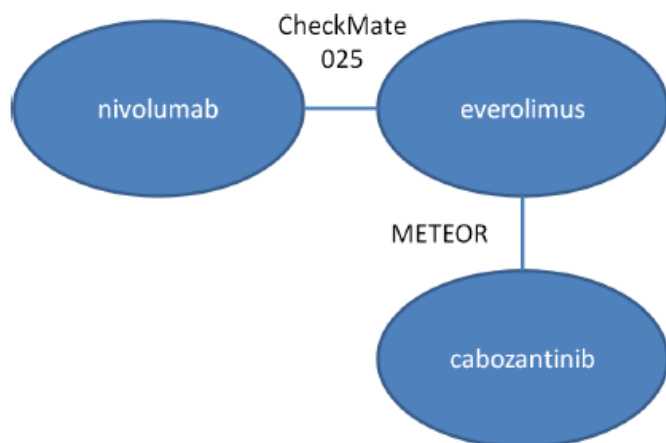 CheckMate
025
nivolumab
everolimus
METEOR
cabozantinib